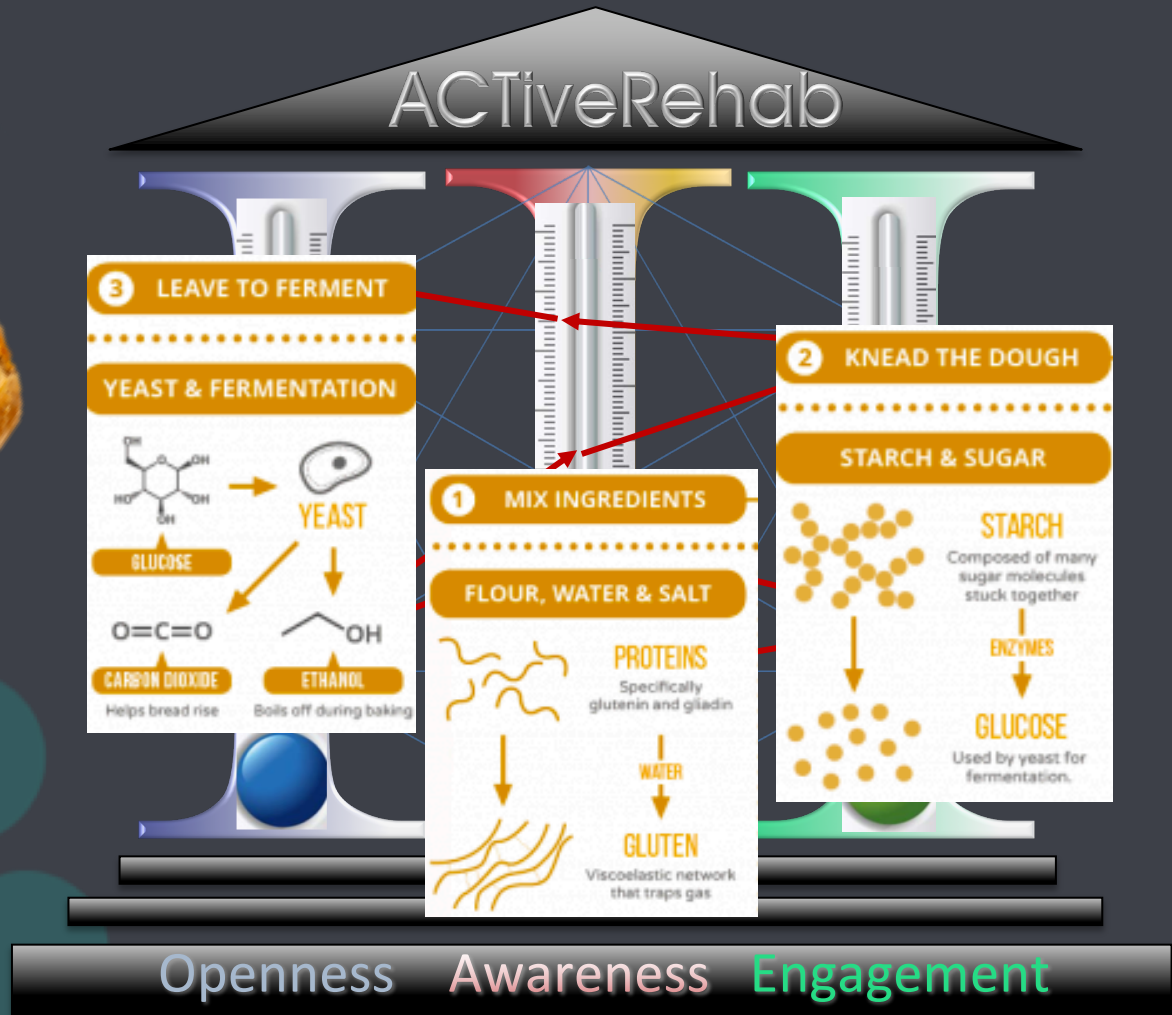 ACTiveRehab
3 LEAVE TO FERMENT
YEAST & FERMENTATION
OH
OH
HO
OH
OH
YEAST
GLUCOSE
O=C=O
OH
CARBON DIOXIDE
ETHANOL
Helps bread rise
Boils off during baking
1 MIX INGREDIENTS
FLOUR, WATER & SALT
PROTEINS
Specifically
glutenin and gliadin
WATER
GLUTEN
Viscoelastic network
that traps gas
2 KNEAD THE DOUGH
STARCH & SUGAR
STARCH
Composed of many
sugar molecules
stuck together
ENZYMES
GLUCOSE
Used by yeast for
fermentation.
Openness Awareness Engagement